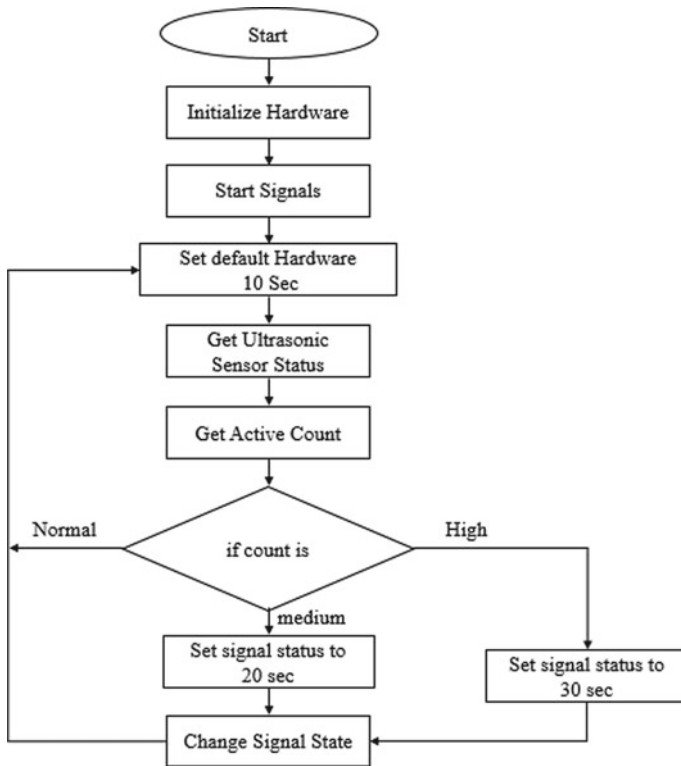 Start
Initialize Hardware
Start Signals
Set default Hardware
10 Sec
Get Ultrasonic
Sensor Status
Get Active Count
Normal
if count is
High
medium
Set signal status to
20 sec
Set signal status to
30 sec
Change Signal State